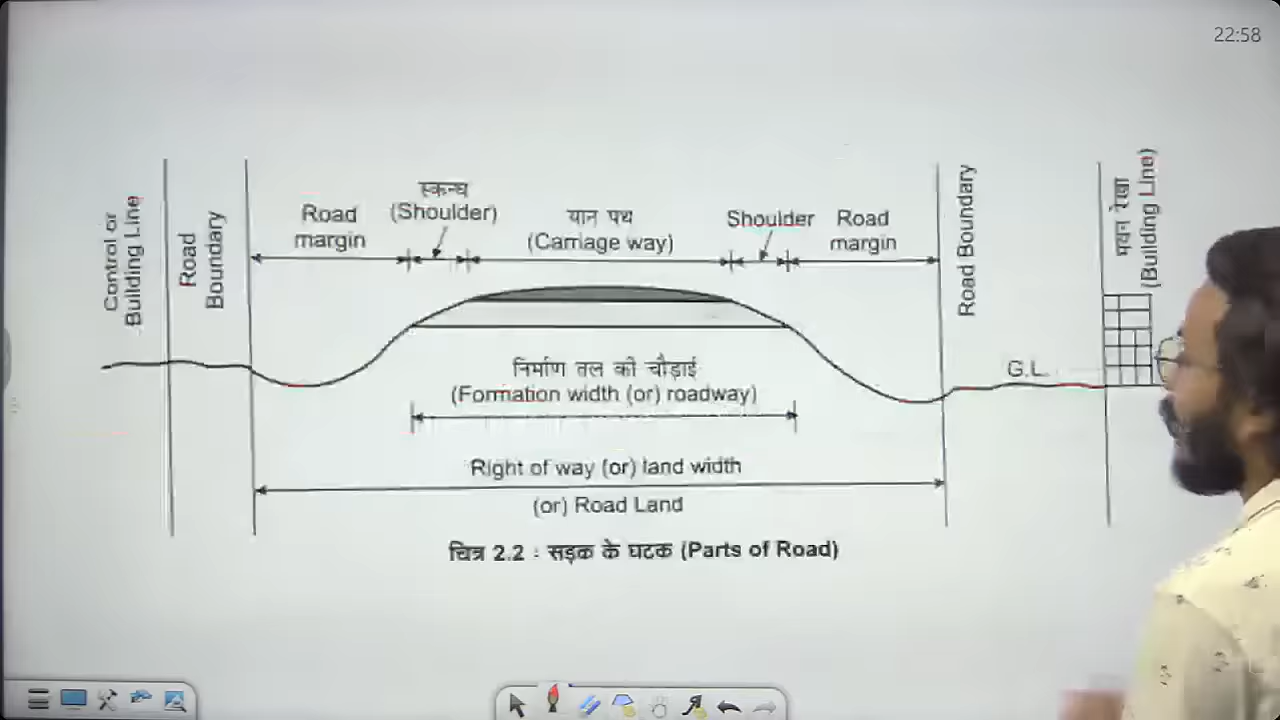 22:58
Control or
Building Line
Road
Boundary
Road
margin
स्कन्ध
(Shoulder)
यान पथ
(Carriage way)
Shoulder
Road
margin
Road Boundary
(Building Line)
G.L.
निर्माण तल की चौड़ाई
(Formation width (or) roadway)
Right of way (or) land width
(or) Road Land
चित्र 2.2 : सड़क के घटक (Parts of Road)